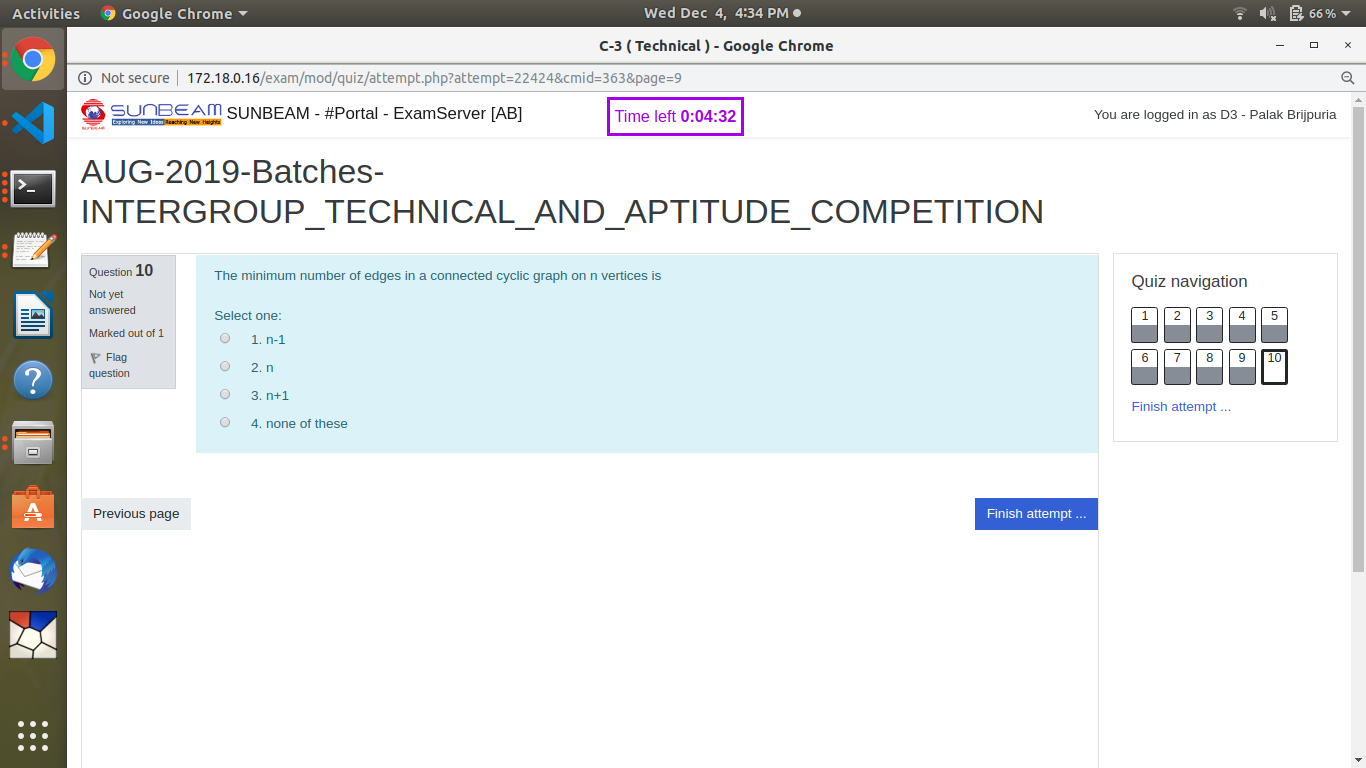 Activities Google Chrome Wed Dec 4, 4:34 PM 66 %
C-3 ( Technical ) - Google Chrome
Not secure 172.18.0.16/exam/mod/quiz/attempt.php?attempt=22424&cmid=363&page=9
SUNBEAM SUNBEAM - #Portal - ExamServer [AB] Time left 0:04:32 You are logged in as D3 - Palak Brijpuria
Exploring New Ideas Reaching New Heights
SUNBEAM
AUG-2019-Batches-
INTERGROUP_TECHNICAL_AND_APTITUDE_COMPETITION
Question 10
Not yet
answered
Marked out of 1
Flag
question
The minimum number of edges in a connected cyclic graph on n vertices is
Select one:
1. n-1
2. n
3. n+1
4. none of these
Previous page
Finish attempt ...
Quiz navigation
1 2 3 4 5
6 7 8 9 10
Finish attempt ...